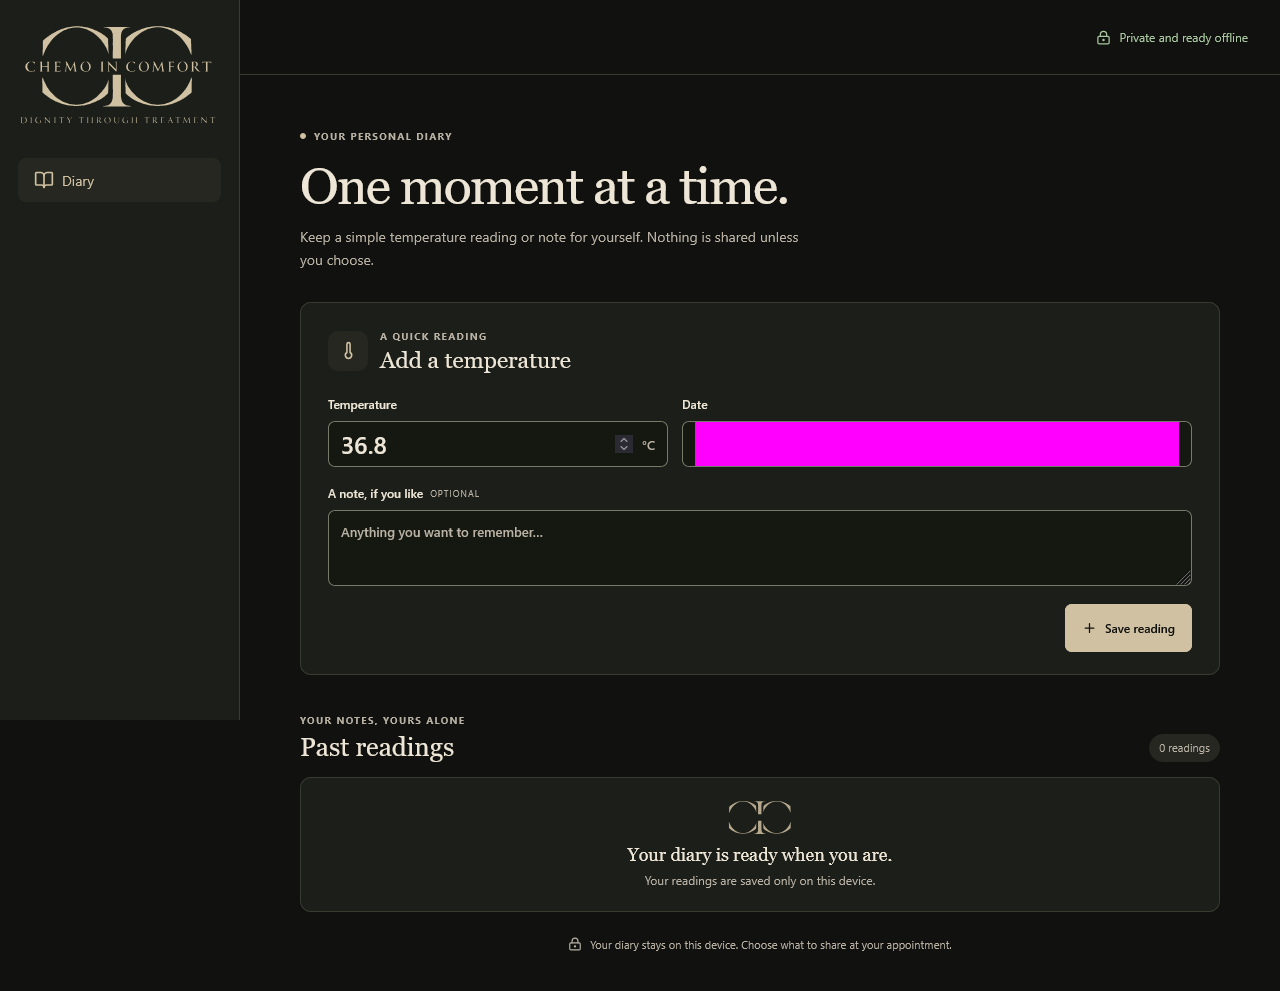 CHEMO IN COMFORT
DIGNITY THROUGH TREATMENT
Diary
Private and ready offline
YOUR PERSONAL DIARY
One moment at a time.
Keep a simple temperature reading or note for yourself. Nothing is shared unless
you choose.
A QUICK READING
Add a temperature
Temperature
Date
36.8
°C
A note, if you like OPTIONAL
Anything you want to remember...
Save reading
YOUR NOTES, YOURS ALONE
Past readings
0 readings
Your diary is ready when you are.
Your readings are saved only on this device.
Your diary stays on this device. Choose what to share at your appointment.